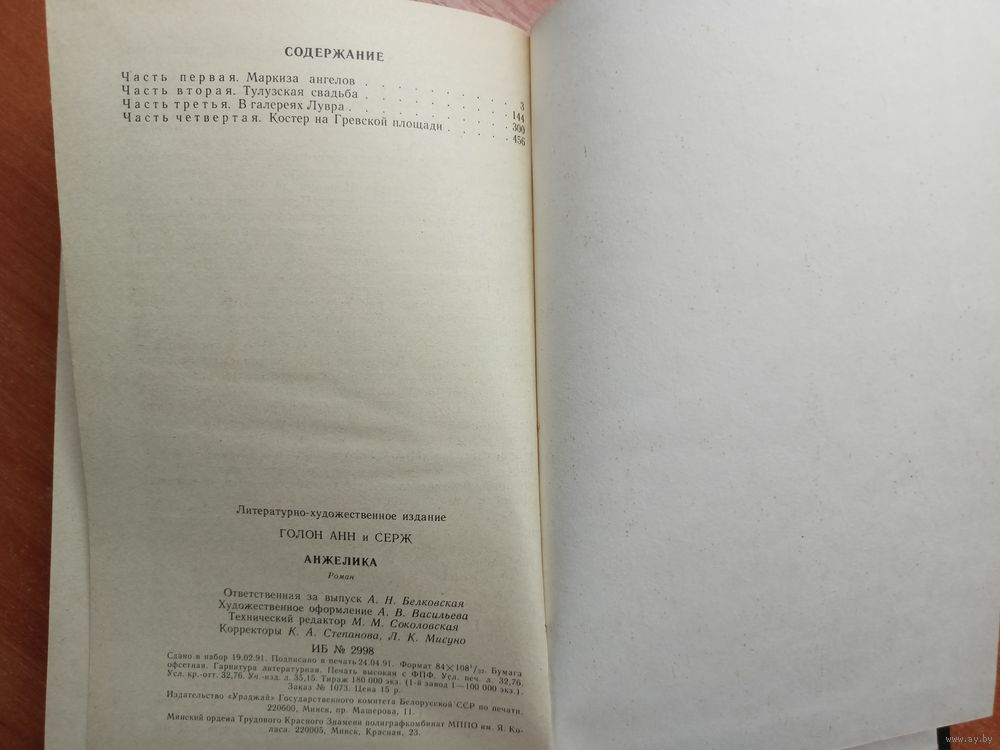 СОДЕРЖАНИЕ
Часть первая. Маркиза ангелов . . . . . . . 3
Часть вторая. Тулузская свадьба . . . . . . . 144
Часть третья. В галереях Лувра . . . . . . . 300
Часть четвертая. Костер на Гревской площади . . . . . 456
Литературно-художественное издание
ГОЛОН АНН и СЕРЖ
АНЖЕЛИКА
Роман
Ответственная за выпуск А. Н. Белковская
Художественное оформление А. В. Васильева
Технический редактор М. М. Соколовская
Корректоры К. А. Степанова, Л. К. Мисуно
ИБ № 2998
Сдано в набор 19.02.91. Подписано в печать 24.04.91. Формат 84×108¹/₃₂. Бумага
офсетная. Гарнитура литературная. Печать высокая с ФПФ. Усл. печ. л. 32,76.
Усл. кр.-отт. 32,76. Уч.-изд. л. 35,15. Тираж 180 000 экз. (1-й завод 1—100 000 экз.).
Заказ № 1073. Цена 15 р.
Издательство «Ураджай» Государственного комитета Белорусской ССР по печати.
220600, Минск, пр. Машерова, 11.
Минский ордена Трудового Красного Знамени полиграфкомбинат МППО им. Я. Ко-
ласа. 220005, Минск, Красная, 23.
www.ay.by